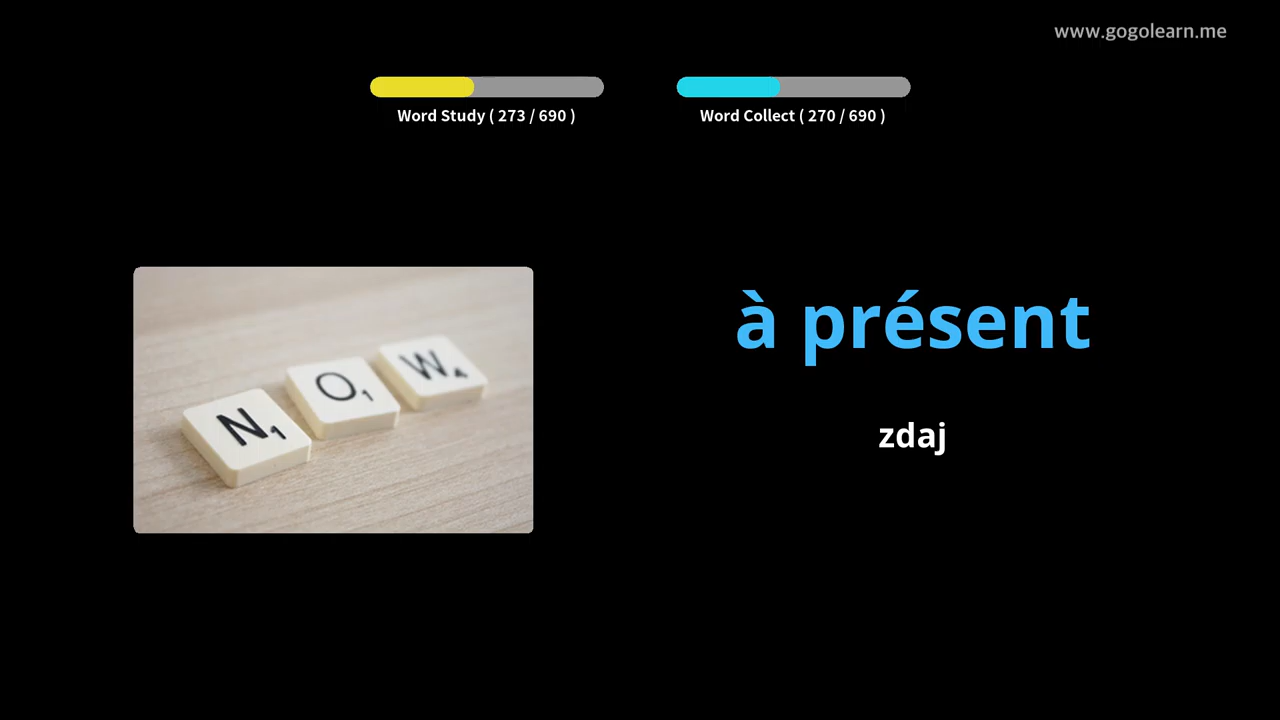 www.gogolearn.me
Word Study ( 273 / 690 )
Word Collect ( 270 / 690 )
N1 O1 W4
à présent
zdaj